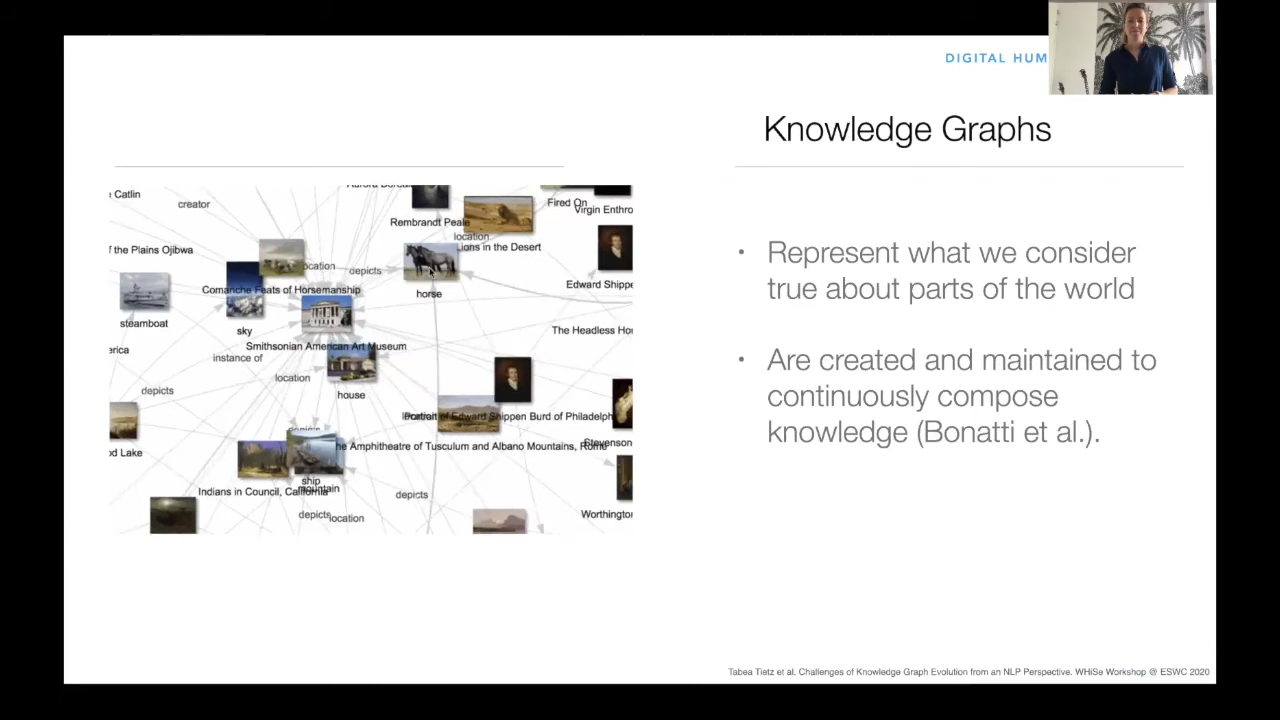 DIGITAL HUM
Knowledge Graphs
Catlin
creator
Rembrandt Peale
Fired On
Virgin Enthro
location
Lions in the Desert
f the Plains Ojibwa
location
depicts
Comanche Feats of Horsemanship
horse
Edward Shippe
steamboat
sky
The Headless Ho
Smithsonian American Art Museum
erica
instance of
location
house
depicts
Portrait of Edward Shippen Burd of Philadelph
he Amphitheatre of Tusculum and Albano Mountains, Rome
Stevenson
d Lake
depicts
ship
mountain
Indians in Council, California
depicts
depicts
location
Worthington
• Represent what we consider
true about parts of the world
• Are created and maintained to
continuously compose
knowledge (Bonatti et al.).
Tabea Tietz et al. Challenges of Knowledge Graph Evolution from an NLP Perspective. WHiSe Workshop @ ESWC 2020